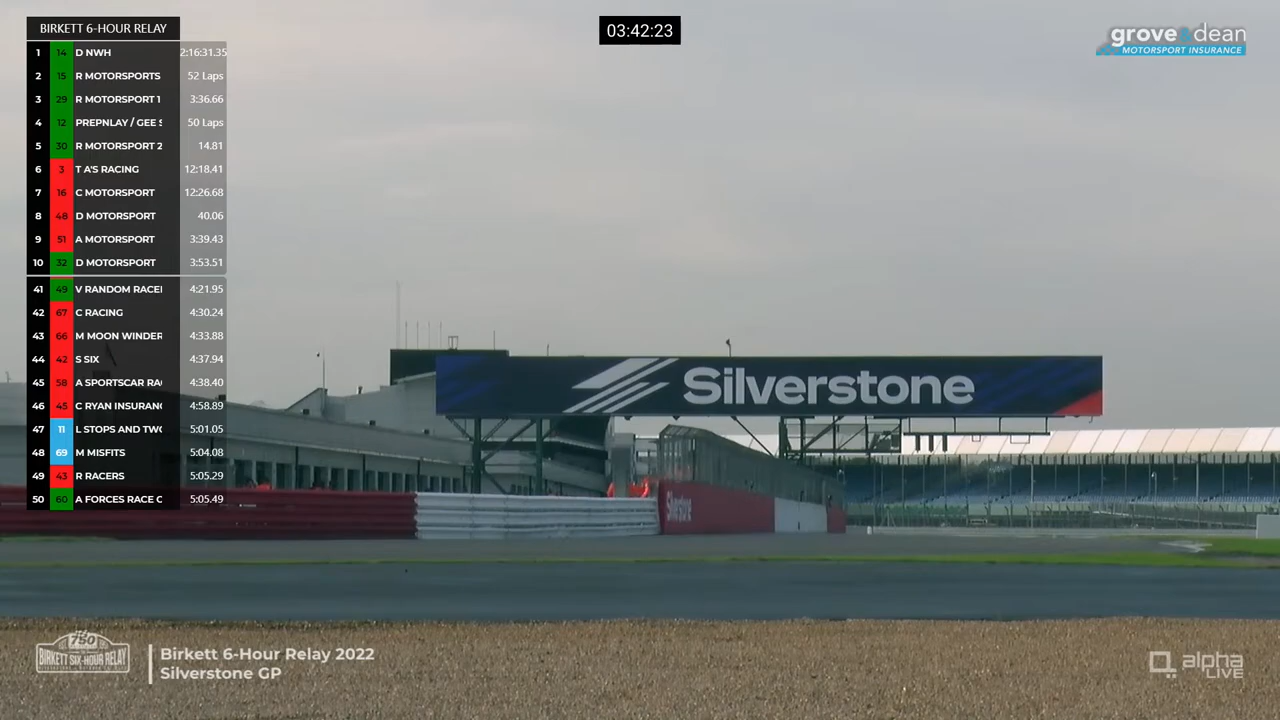 BIRKETT 6-HOUR RELAY
03:42:23
grove&dean
MOTORSPORT INSURANCE
1 14 D NWH 2:16:31.35
2 15 R MOTORSPORTS 52 Laps
3 29 R MOTORSPORT 1 3:36.66
4 12 PREPNLAY / GEE S 50 Laps
5 30 R MOTORSPORT 2 14.81
6 3 T A'S RACING 12:18.41
7 16 C MOTORSPORT 12:26.68
8 48 D MOTORSPORT 40.06
9 51 A MOTORSPORT 3:39.43
10 32 D MOTORSPORT 3:53.51
41 49 V RANDOM RACE 4:21.95
42 67 C RACING 4:30.24
43 66 M MOON WINDER 4:33.88
44 42 S SIX 4:37.94
45 58 A SPORTSCAR RA 4:38.40
46 45 C RYAN INSURANC 4:58.89
47 11 L STOPS AND TWO 5:01.05
48 69 M MISFITS 5:04.08
49 43 R RACERS 5:05.29
50 60 A FORCES RACE C 5:05.49
Silverstone
Silverstone
750
BIRKETT SIX-HOUR RELAY
Birkett 6-Hour Relay 2022
Silverstone GP
alpha
LIVE